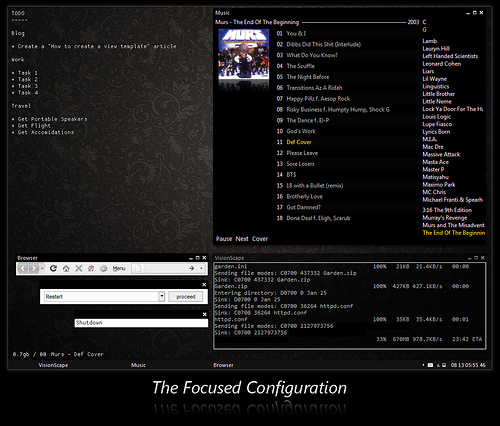 TODO
-----
Blog
* Create a "How to create a view template" article
Work
* Task 1
* Task 2
* Task 3
* Task 4
Travel
* Get Portable Speakers
* Get Flight
* Get Accomidations
Music
Murs - The End Of The Beginning 2003
MURS
01 You & I
02 Dibbs Did This Shit (Interlude)
03 What Do You Know?
04 The Scuffle
05 The Night Before
06 Transitions Az A Ridah
07 Happy Pillz f. Aesop Rock
08 Risky Business f. Humpty Hump, Shock G
09 The Dance f. El-P
10 God's Work
11 Def Cover
12 Please Leave
13 Sore Losers
14 BT$
15 18 with a Bullet (remix)
16 Brotherly Love
17 Got Damned?
18 Done Deal f. Eligh, Scarub
Pause Next Cover
C
G
Lamb
Lauryn Hill
Left Handed Scientists
Leonard Cohen
Liars
Lil Wayne
Linguistics
Little Brother
Little Nerne
Lock Ya Door For The Hi
Louis Logic
Lupe Fiasco
Lyrics Born
M.I.A.
Mac Dre
Massive Attack
Masta Ace
Master P
Matisyahu
Maximo Park
MC Chris
Michael Franti & Spearh
3:16 The 9th Edition
Murray's Revenge
Murs and The Misadvent
The End Of The Beginnin
Browser
Menu
Restart
proceed
Shutdown
0.7gb / 00 Murs - Def Cover
VisionScape
garden.ini 100% 21KB 21.4KB/s 00:00
Sending file modes: C0700 437332 Garden.zip
Sink: C0700 437332 Garden.zip
Garden.zip 100% 427KB 427.1KB/s 00:00
Entering directory: D0700 0 Jan 25
Sink: D0700 0 Jan 25
Sending file modes: C0700 36264 httpd.conf
Sink: C0700 36264 httpd.conf
httpd.conf 100% 35KB 35.4KB/s 00:01
Sending file modes: C0700 2127973756
Sink: C0700 2127973756
33% 670MB 978.7KB/s 23:42 ETA
VisionScape Music Browser 08 13 05 55 46
The Focused Configuration